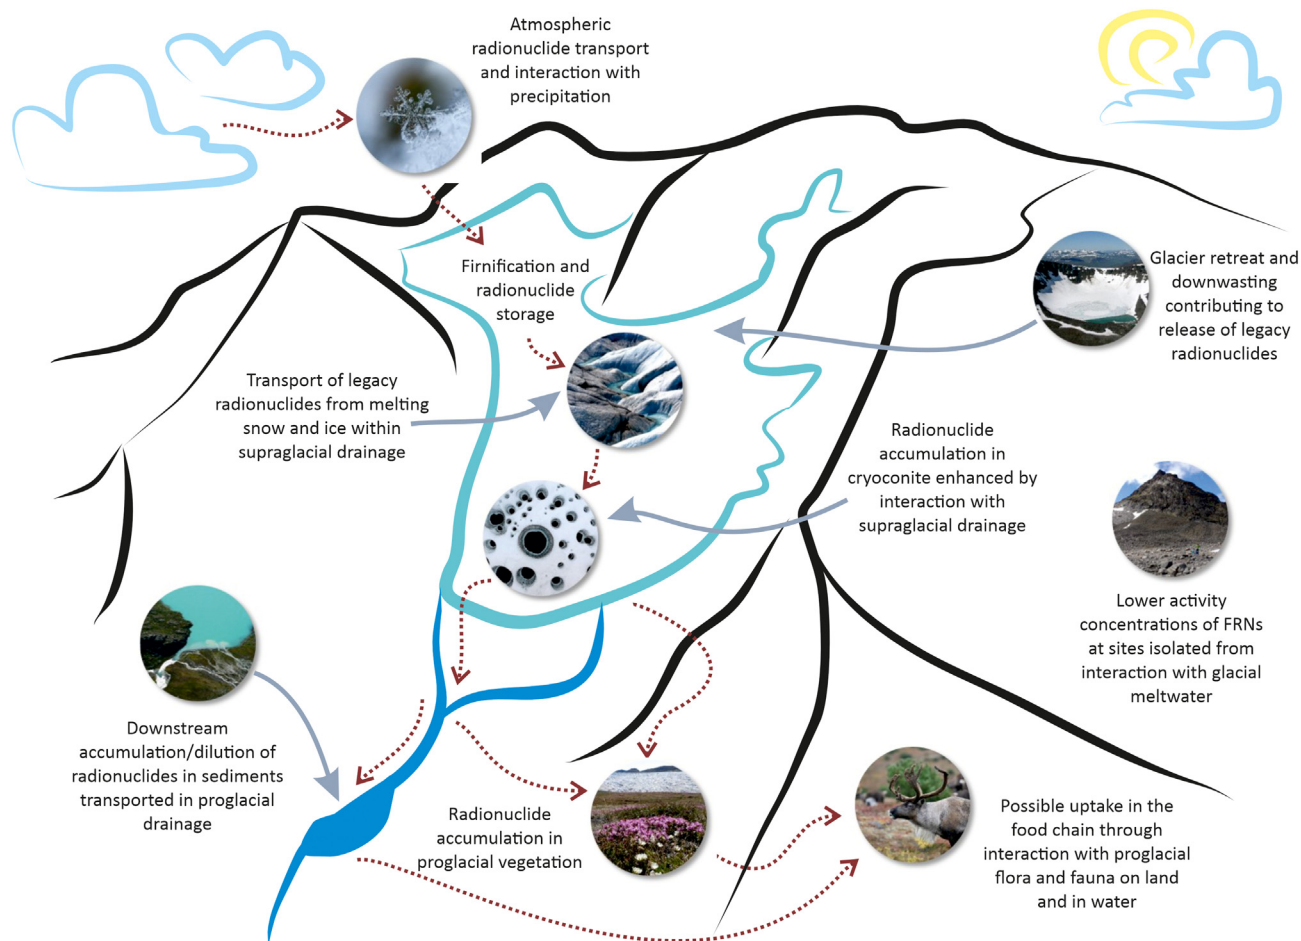 Atmospheric
radionuclide transport
and interaction with
precipitation
Firnification and
radionuclide
storage
Glacier retreat and
downwasting
contributing to
release of legacy
radionuclides
Transport of legacy
radionuclides from melting
snow and ice within
supraglacial drainage
Radionuclide
accumulation in
cryoconite enhanced by
interaction with
supraglacial drainage
Lower activity
concentrations of FRNs
at sites isolated from
interaction with glacial
meltwater
Downstream
accumulation/dilution of
radionuclides in sediments
transported in proglacial
drainage
Radionuclide
accumulation in
proglacial vegetation
Possible uptake in the
food chain through
interaction with proglacial
flora and fauna on land
and in water